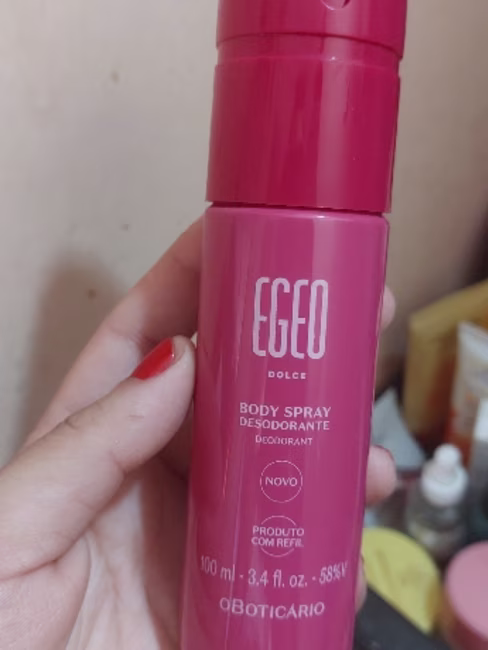 EGEO
DOLCE
BODY SPRAY
DESODORANTE
DEODORANT
NOVO
PRODUTO
COM REFIL
100 ml - 3.4 fl. oz. - 58%V
OBOTICÁRIO